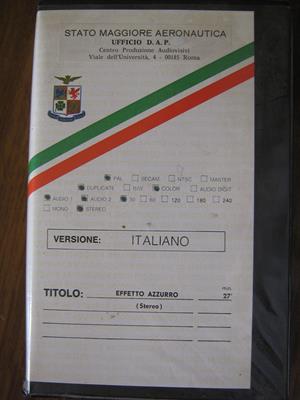 STATO MAGGIORE AERONAUTICA
UFFICIO D. A. P.
Centro Produzione Audiovisivi
Viale dell'Università, 4 - 00185 Roma
PAL SECAM NTSC MASTER
DUPLICATE B/W COLOR AUDIO DIGIT
AUDIO 1 AUDIO 2 30 60 120 180 240
MONO STEREO
VERSIONE: ITALIANO
min.
TITOLO: EFFETTO AZZURRO 27'
(Stereo)